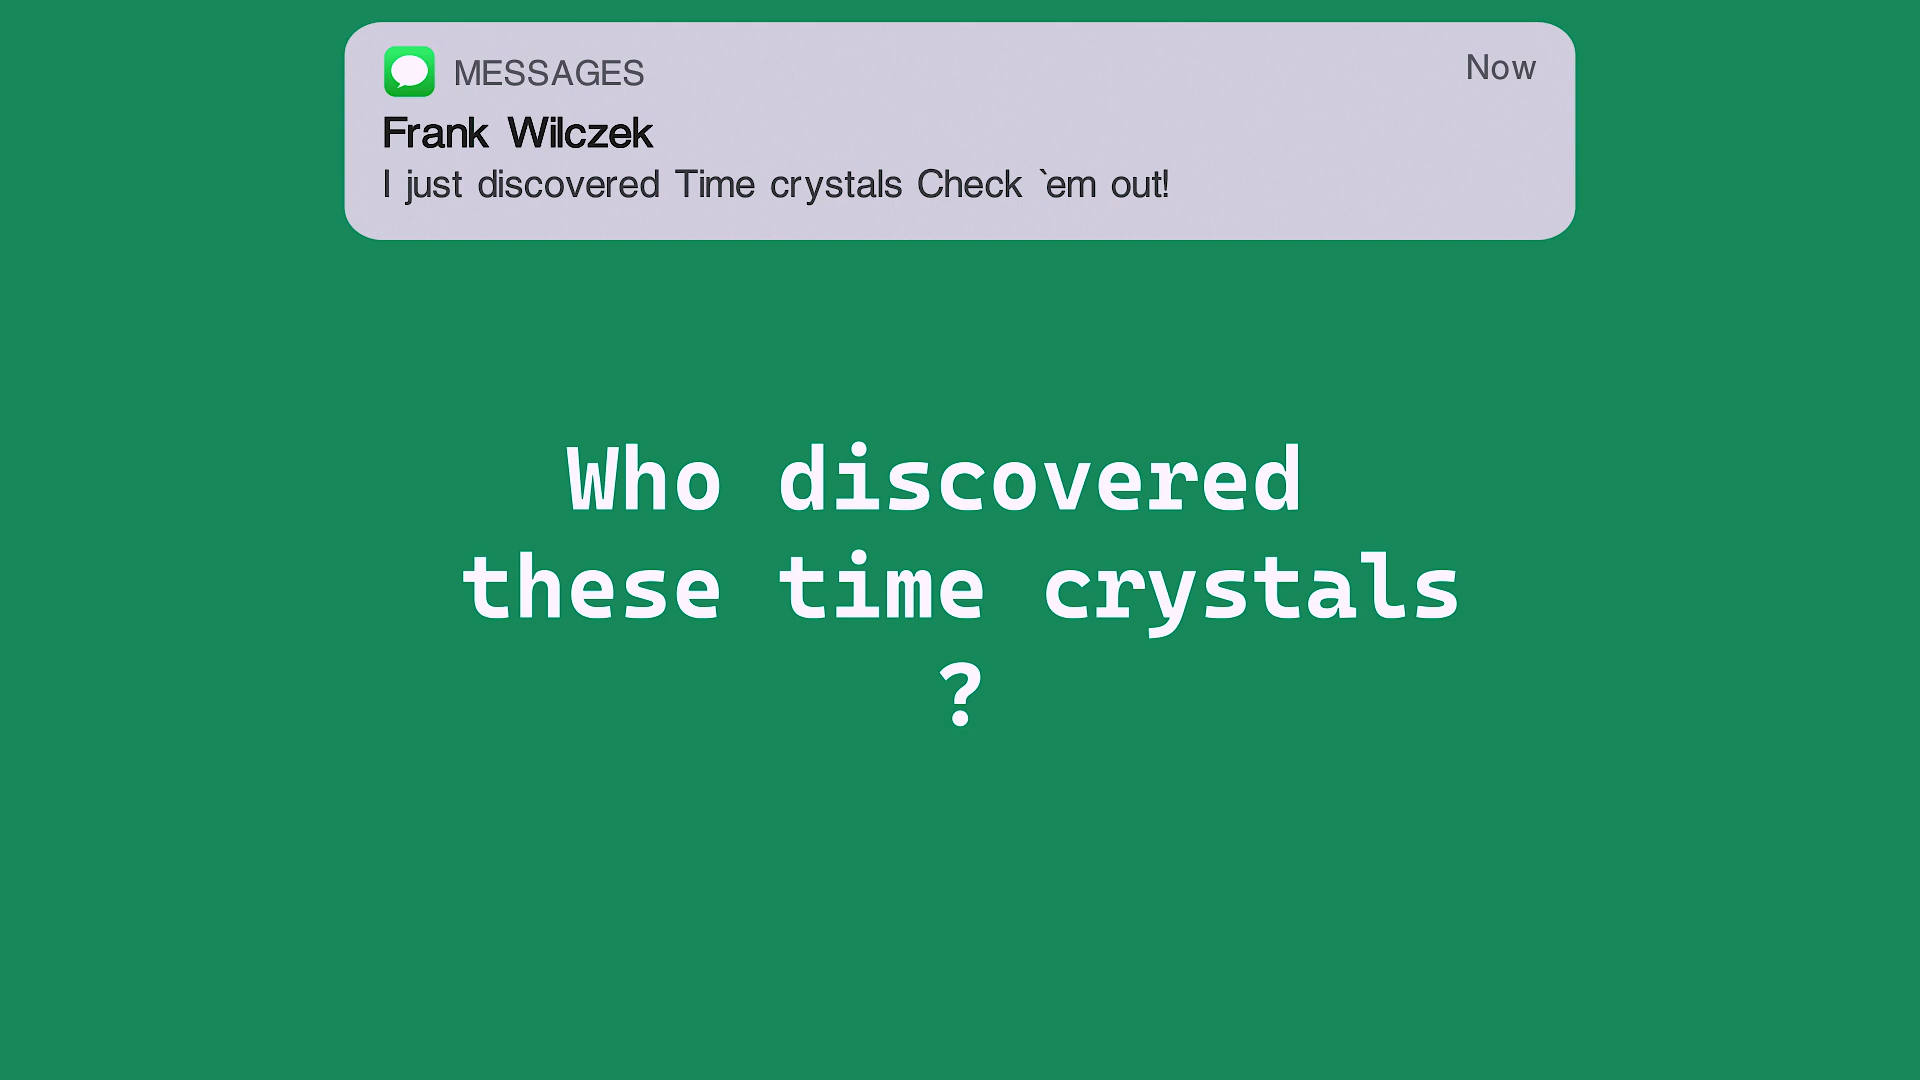 MESSAGES
Now
Frank Wilczek
I just discovered Time crystals Check `em out!
Who discovered
these time crystals
?